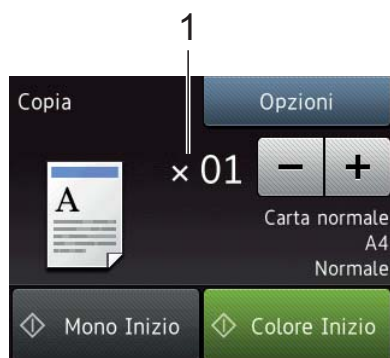 1
Copia
Opzioni
× 01 − +
A
Carta normale
A4
Normale
Mono Inizio
Colore Inizio